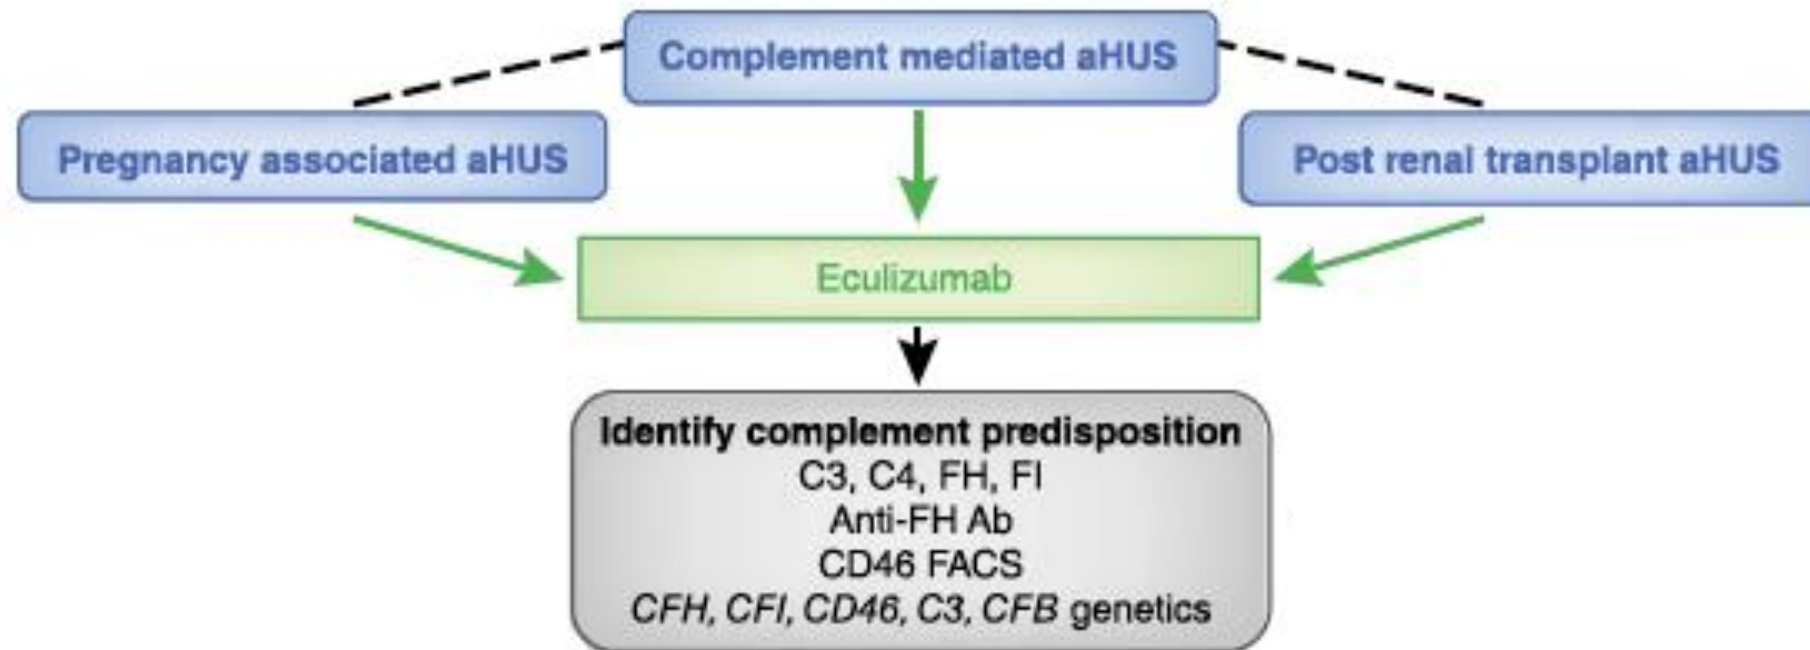 Complement mediated aHUS
Pregnancy associated aHUS
Post renal transplant aHUS
Eculizumab
Identify complement predisposition
C3, C4, FH, FI
Anti-FH Ab
CD46 FACS
CFH, CFI, CD46, C3, CFB genetics